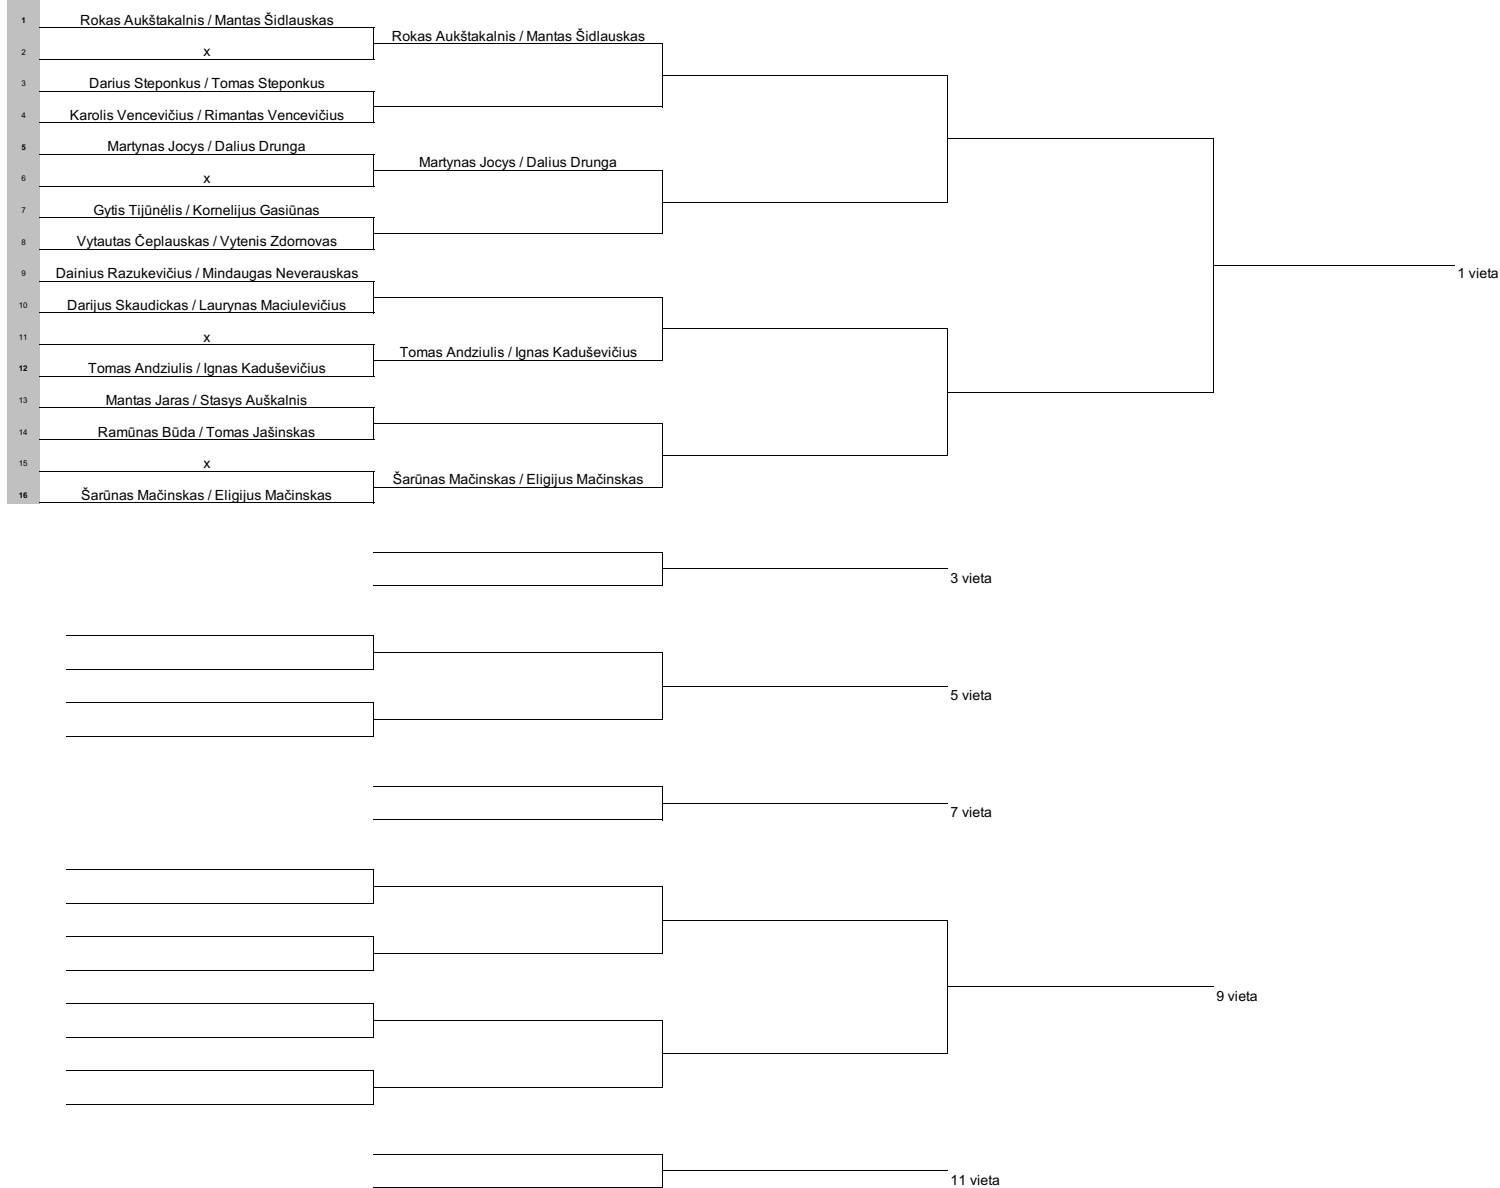 1 Rokas Aukštakalnis / Mantas Šidlauskas
Rokas Aukštakalnis / Mantas Šidlauskas
2 x
3 Darius Steponkus / Tomas Steponkus
4 Karolis Vencevičius / Rimantas Vencevičius
5 Martynas Jocys / Dalius Drunga
Martynas Jocys / Dalius Drunga
6 x
7 Gytis Tijūnėlis / Kornelijus Gasiūnas
8 Vytautas Čeplauskas / Vytenis Zdornovas
9 Dainius Razukevičius / Mindaugas Neverauskas
1 vieta
10 Darijus Skaudickas / Laurynas Maciulevičius
11 x
Tomas Andziulis / Ignas Kaduševičius
12 Tomas Andziulis / Ignas Kaduševičius
13 Mantas Jaras / Stasys Auškalnis
14 Ramūnas Būda / Tomas Jašinskas
15 x
Šarūnas Mačinskas / Eligijus Mačinskas
16 Šarūnas Mačinskas / Eligijus Mačinskas
3 vieta
5 vieta
7 vieta
9 vieta
11 vieta